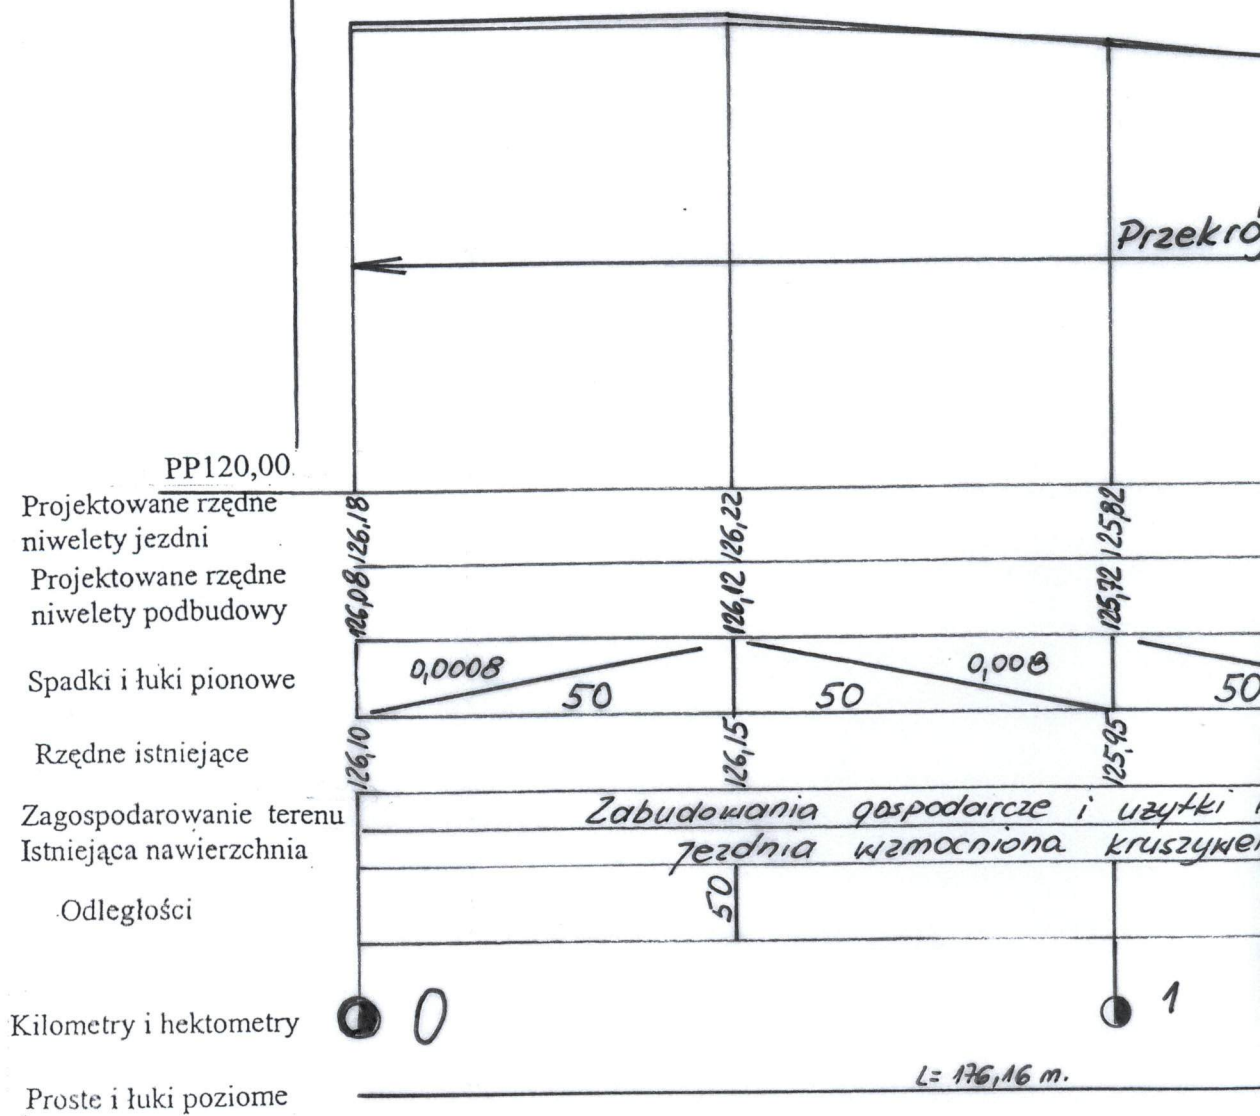 Przekró
PP120,00
Projektowane rzędne
niwelety jezdni
126,18 126,22 125,82
Projektowane rzędne
niwelety podbudowy
126,08 126,12 125,72
Spadki i łuki pionowe
0,0008 50 50 0,008 50
Rzędne istniejące
126,10 126,15 125,95
Zagospodarowanie terenu
Zabudowania gospodarcze i użytki
Istniejąca nawierzchnia
Jezdnia wzmocniona kruszywe
Odległości
50
Kilometry i hektometry
0 1
L= 176,16 m.
Proste i łuki poziome